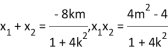 x₁ + x₂ = -8km / 1 + 4k², x₁x₂ = 4m² - 4 / 1 + 4k²